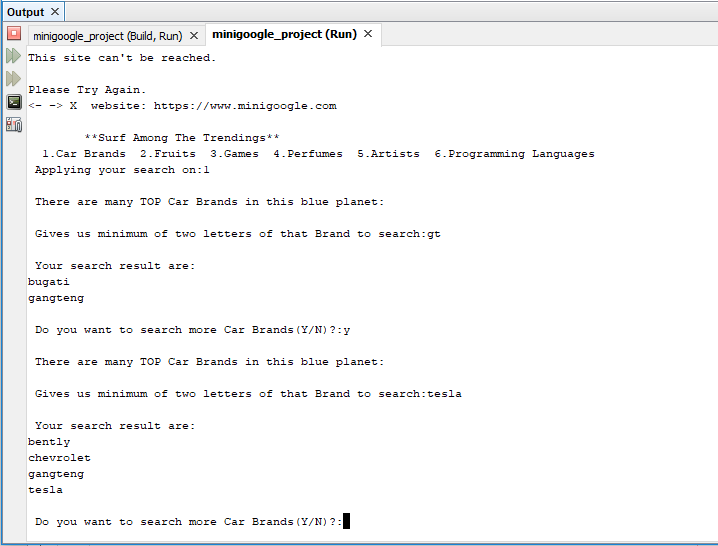 Output ×
minigoogle_project (Build, Run) × minigoogle_project (Run) ×
This site can't be reached.
Please Try Again.
<- -> X  website: https://www.minigoogle.com
**Surf Among The Trendings**
1.Car Brands  2.Fruits  3.Games  4.Perfumes  5.Artists  6.Programming Languages
Applying your search on:1
There are many TOP Car Brands in this blue planet:
Gives us minimum of two letters of that Brand to search:gt
Your search result are:
bugati
gangteng
Do you want to search more Car Brands(Y/N)?:y
There are many TOP Car Brands in this blue planet:
Gives us minimum of two letters of that Brand to search:tesla
Your search result are:
bently
chevrolet
gangteng
tesla
Do you want to search more Car Brands(Y/N)?: